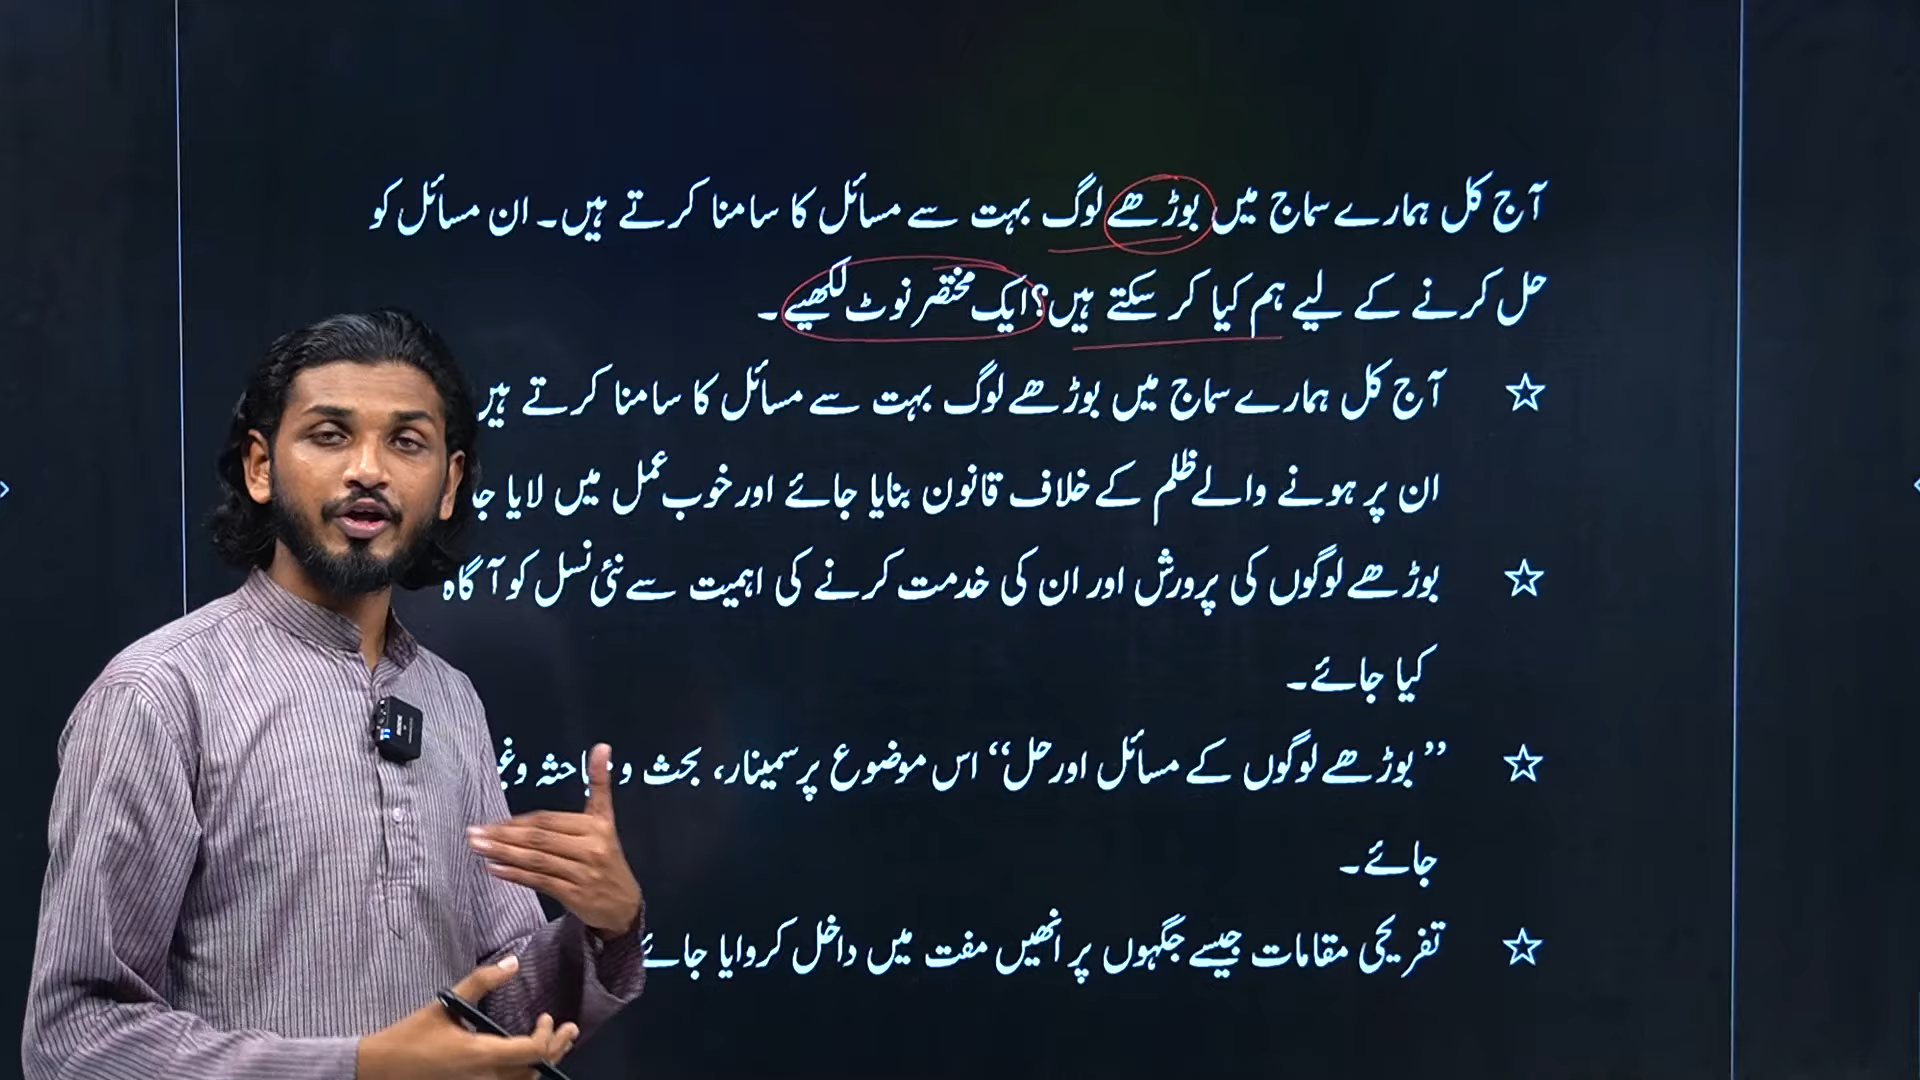 آج کل ہمارے سماج میں بوڑھے لوگ بہت سے مسائل کا سامنا کرتے ہیں۔ ان مسائل کو
حل کرنے کے لیے ہم کیا کر سکتے ہیں؟ ایک مختصر نوٹ لکھیے۔
☆ آج کل ہمارے سماج میں بوڑھے لوگ بہت سے مسائل کا سامنا کرتے
ان پر ہونے والے ظلم کے خلاف قانون بنایا جائے اور خوب عمل میں لایا
☆ بوڑھے لوگوں کی پرورش اور ان کی خدمت کرنے کی اہمیت سے نئی نسل کو آگاہ
کیا جائے۔
☆ ”بوڑھے لوگوں کے مسائل اور حل“ اس موضوع پر سمینار، بحث و
جائے۔
☆ تفریحی مقامات جیسے جگہوں پر انھیں مفت میں داخل کروایا جائے